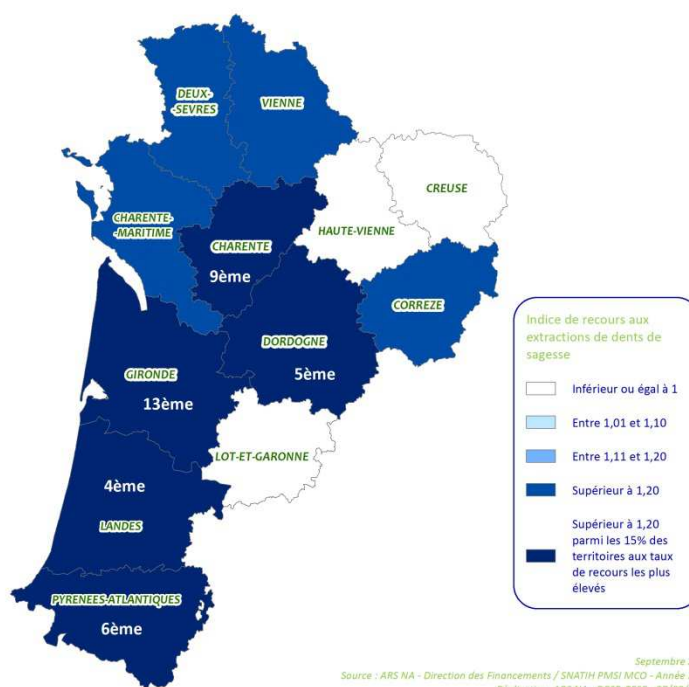 DEUX-
-SEVRES
VIENNE
CREUSE
HAUTE-VIENNE
CHARENTE-
-MARITIME
CHARENTE
9ème
CORREZE
DORDOGNE
5ème
GIRONDE
13ème
LOT-ET-GARONNE
4ème
LANDES
PYRENEES-ATLANTIQUES
6ème
Indice de recours aux
extractions de dents de
sagesse
Inférieur ou égal à 1
Entre 1,01 et 1,10
Entre 1,11 et 1,20
Supérieur à 1,20
Supérieur à 1,20
parmi les 15% des
territoires aux taux
de recours les plus
élevés
Septembre
Source : ARS NA - Direction des Financements / SNATIH PMSI MCO - Année